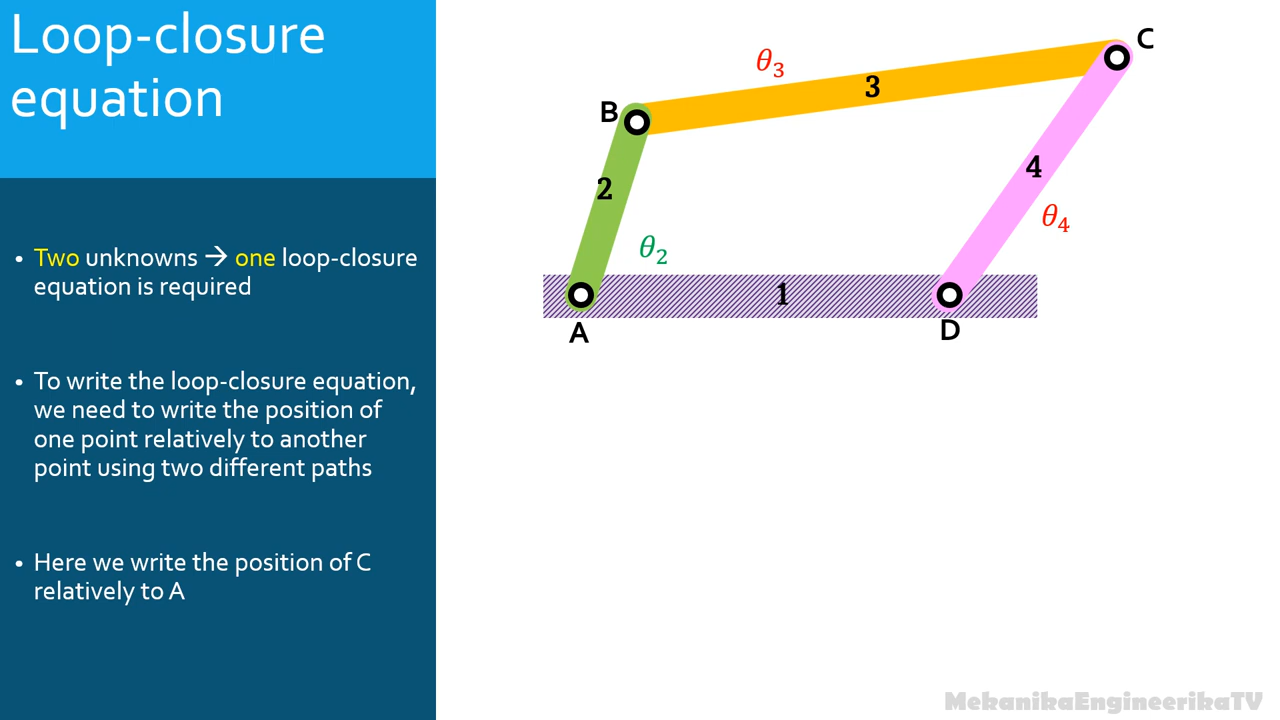 Loop-closure
equation
• Two unknowns → one loop-closure
equation is required
• To write the loop-closure equation,
we need to write the position of
one point relatively to another
point using two different paths
• Here we write the position of C
relatively to A
C
θ₃
3
B
4
2
θ₄
θ₂
1
A
D
MekanikaEngineerikaTV